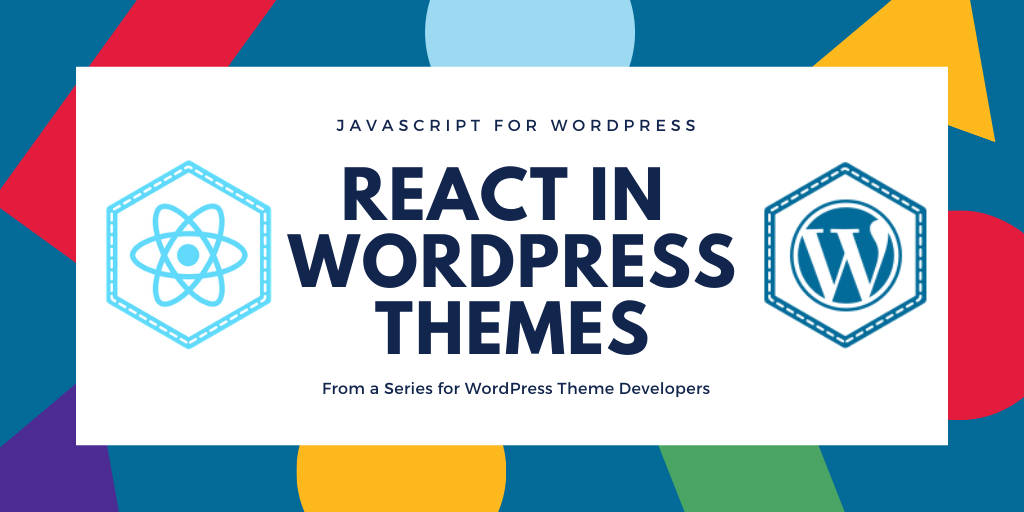 JAVASCRIPT FOR WORDPRESS
REACT IN
WORDPRESS
THEMES
From a Series for WordPress Theme Developers